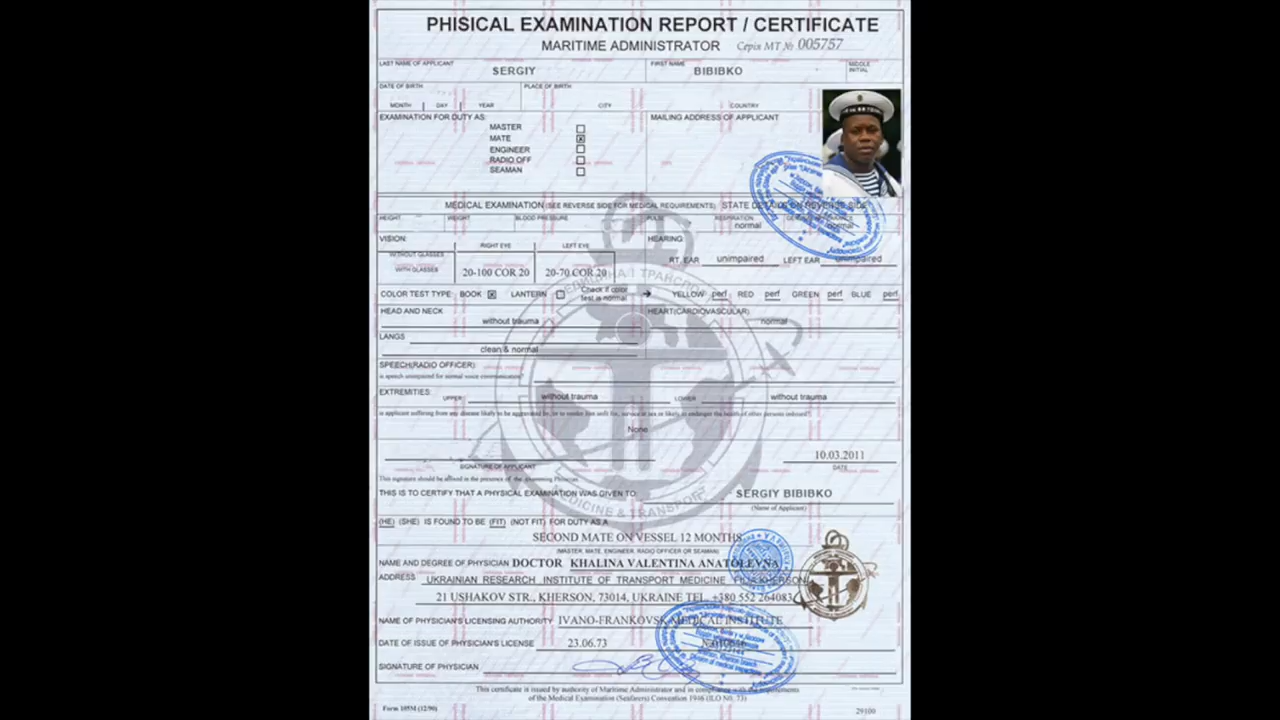 PHISICAL EXAMINATION REPORT / CERTIFICATE
MARITIME ADMINISTRATOR Серія МТ № 005757
LAST NAME OF APPLICANT SERGIY FIRST NAME BIBIBKO MIDDLE INITIAL
DATE OF BIRTH PLACE OF BIRTH
MONTH DAY YEAR CITY COUNTRY
EXAMINATION FOR DUTY AS: MAILING ADDRESS OF APPLICANT
MASTER
MATE
ENGINEER
RADIO OFF
SEAMAN
MEDICAL EXAMINATION (SEE REVERSE SIDE FOR MEDICAL REQUIREMENTS) STATE DETAILS ON REVERSE SIDE
HEIGHT WEIGHT BLOOD PRESSURE PULSE RESPIRATION normal normal
VISION: RIGHT EYE LEFT EYE HEARING
WITHOUT GLASSES RT. EAR unimpaired LEFT EAR unimpaired
WITH GLASSES 20-100 COR 20 20-70 COR 20
COLOR TEST TYPE: BOOK LANTERN Check if color test is normal YELLOW perf RED perf GREEN perf BLUE perf
HEAD AND NECK without trauma HEART(CARDIOVASCULAR) normal
LANGS clean & normal
SPEECH(RADIO OFFICER)
is speech unimpaired for normal voice communication?
EXTREMITIES: UPPER without trauma LOWER without trauma
is applicant suffering from any disease likely to be aggravated by, or to render him unfit for, service at sea or likely to endanger the health of other persons onboard?
None
10.03.2011
SIGNATURE OF APPLICANT DATE
This signature should be affixed in the presence of the examining Physician.
THIS IS TO CERTIFY THAT A PHYSICAL EXAMINATION WAS GIVEN TO: SERGIY BIBIBKO
(Name of Applicant)
(HE) (SHE) IS FOUND TO BE (FIT) (NOT FIT) FOR DUTY AS A
SECOND MATE ON VESSEL 12 MONTHS
(MASTER, MATE, ENGINEER, RADIO OFFICER OR SEAMAN)
NAME AND DEGREE OF PHYSICIAN DOCTOR KHALINA VALENTINA ANATOLEVNA
ADDRESS UKRAINIAN RESEARCH INSTITUTE OF TRANSPORT MEDICINE
21 USHAKOV STR., KHERSON, 73014, UKRAINE TEL. +380 552 264083
NAME OF PHYSICIAN'S LICENSING AUTHORITY IVANO-FRANKOVSK MEDICAL INSTITUTE
DATE OF ISSUE OF PHYSICIAN'S LICENSE 23.06.73
SIGNATURE OF PHYSICIAN
This certificate is issued by authority of Maritime Administrator and in compliance with the requirements
of the Medical Examination (Seafarers) Convention 1946 (ILO No. 73)
Form 105M (12/90) 29100
МЕДИЦИНА І ТРАНСПОРТ
MEDICINE & TRANSPORT